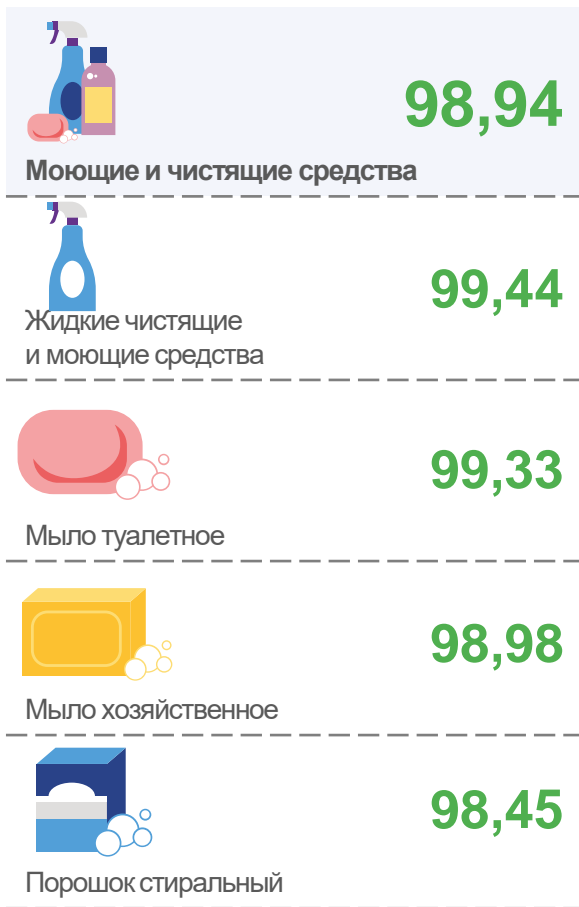 98,94
Моющие и чистящие средства
99,44
Жидкие чистящие
и моющие средства
99,33
Мыло туалетное
98,98
Мыло хозяйственное
98,45
Порошок стиральный